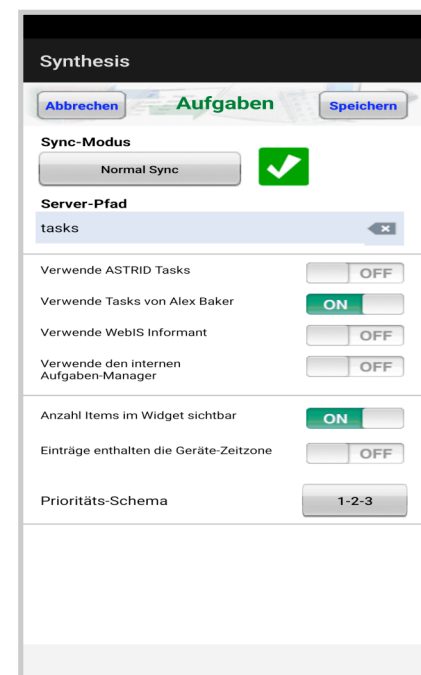 Synthesis
Abbrechen Aufgaben Speichern
Sync-Modus
Normal Sync
Server-Pfad
tasks
Verwende ASTRID Tasks OFF
Verwende Tasks von Alex Baker ON
Verwende WebIS Informant OFF
Verwende den internen
Aufgaben-Manager OFF
Anzahl Items im Widget sichtbar ON
Einträge enthalten die Geräte-Zeitzone OFF
Prioritäts-Schema 1-2-3